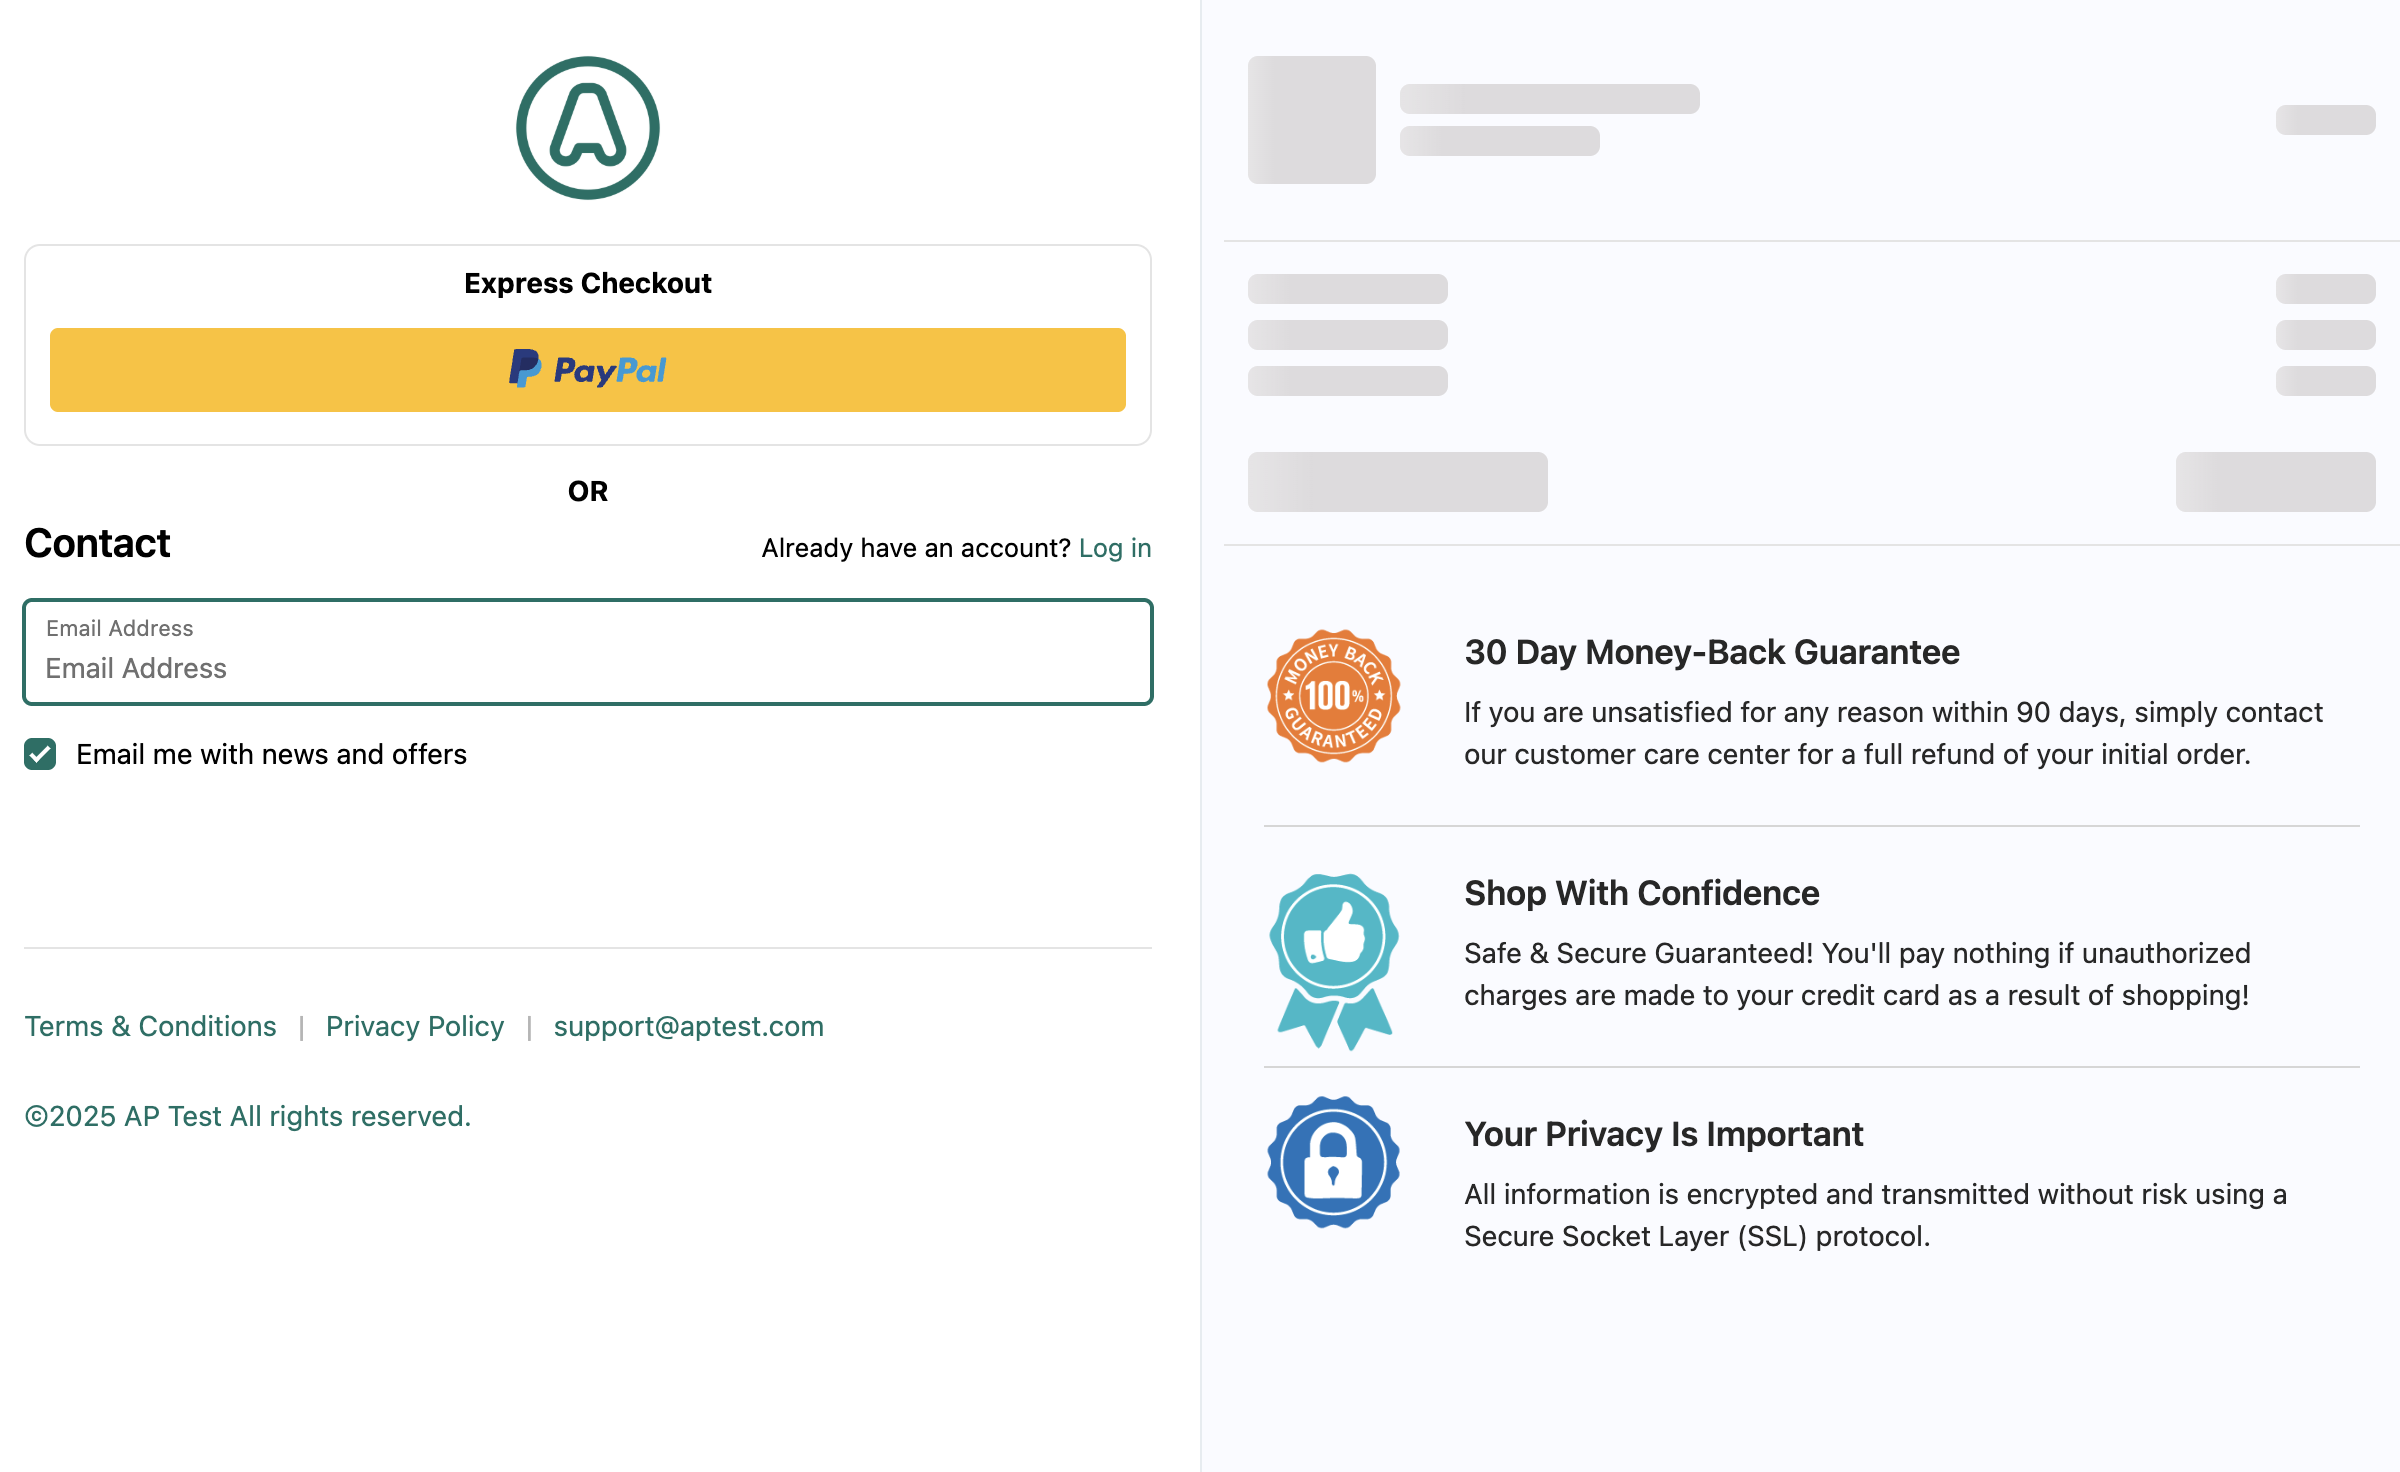 Express Checkout
PayPal
OR
Contact
Already have an account? Log in
Email Address
Email Address
Email me with news and offers
Terms & Conditions | Privacy Policy | support@aptest.com
©2025 AP Test All rights reserved.
MONEY BACK
100%
GUARANTEED
30 Day Money-Back Guarantee
If you are unsatisfied for any reason within 90 days, simply contact
our customer care center for a full refund of your initial order.
Shop With Confidence
Safe & Secure Guaranteed! You'll pay nothing if unauthorized
charges are made to your credit card as a result of shopping!
Your Privacy Is Important
All information is encrypted and transmitted without risk using a
Secure Socket Layer (SSL) protocol.